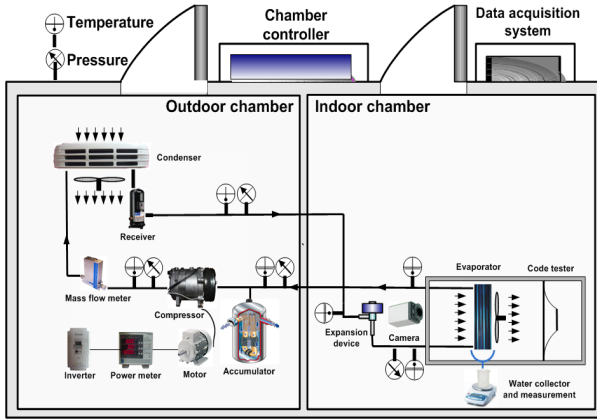 Temperature
Pressure
Chamber
controller
Data acquisition
system
Outdoor chamber
Indoor chamber
Condenser
Receiver
Mass flow meter
Compressor
Inverter
Power meter
Motor
Accumulator
Expansion
device
Camera
Evaporator
Code tester
Water collector
and measurement